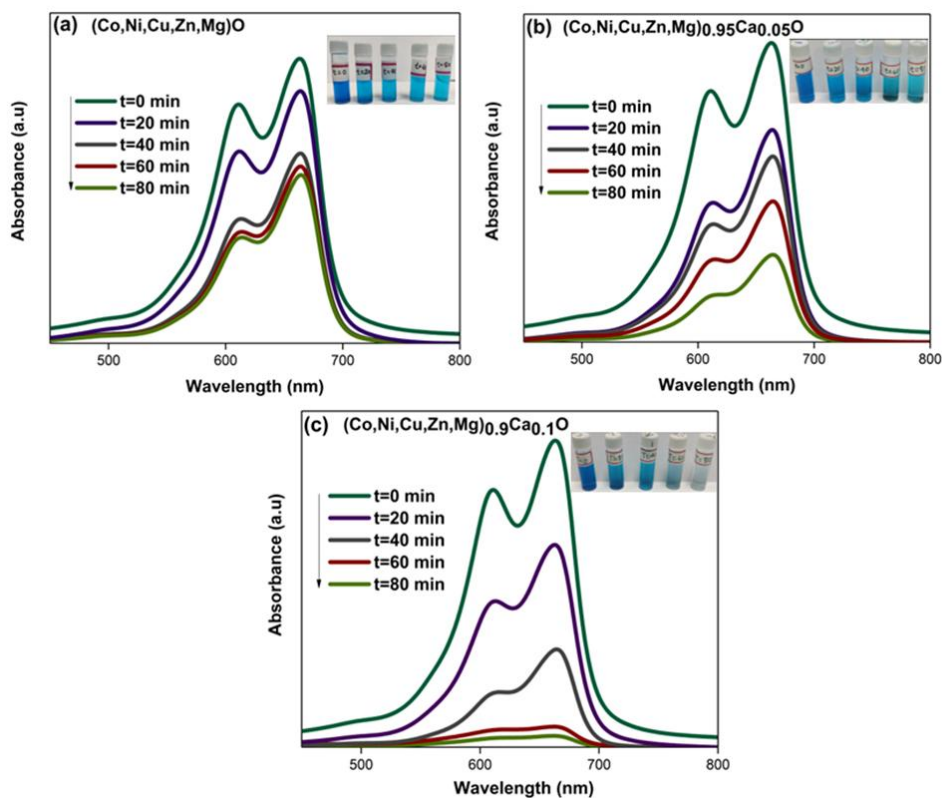 (a) (Co,Ni,Cu,Zn,Mg)O
t=0 min
t=20 min
t=40 min
t=60 min
t=80 min
Absorbance (a.u)
500 600 700 800
Wavelength (nm)
(b) (Co,Ni,Cu,Zn,Mg)0.95Ca0.05O
t=0 min
t=20 min
t=40 min
t=60 min
t=80 min
Absorbance (a.u)
500 600 700 800
Wavelength (nm)
(c) (Co,Ni,Cu,Zn,Mg)0.9Ca0.1O
t=0 min
t=20 min
t=40 min
t=60 min
t=80 min
Absorbance (a.u)
500 600 700 800
Wavelength (nm)